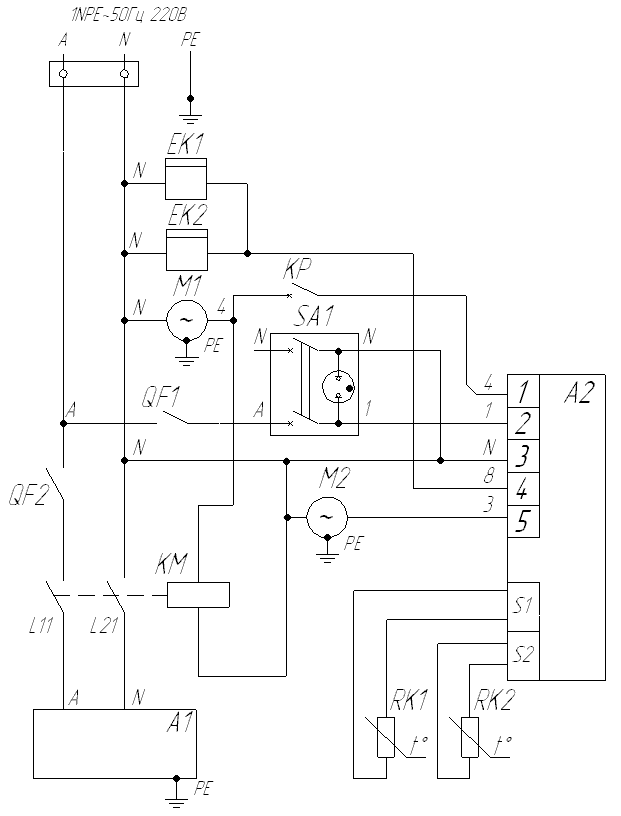 1NPE~50Гц 220В
A N PE
EK1
N
EK2
N
M1
KP
N 4
SA1
PE
N N
4 1 A2
QF1
A A 1 1 2
N N 3
M2 8 4
QF2
3 5
~
PE
KM
S1
L11 L21
S2
A N RK1 RK2
A1
t° t°
PE